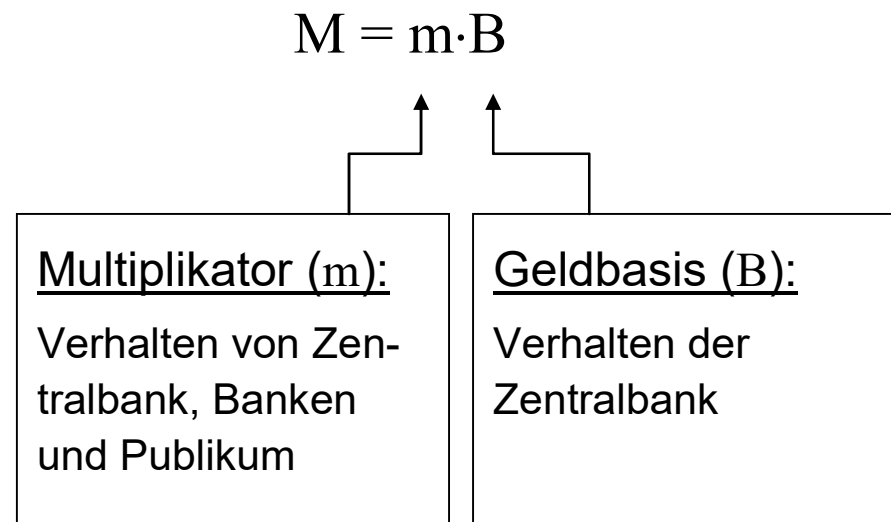 M = m·B
Multiplikator (m):
Verhalten von Zen-
tralbank, Banken
und Publikum
Geldbasis (B):
Verhalten der
Zentralbank